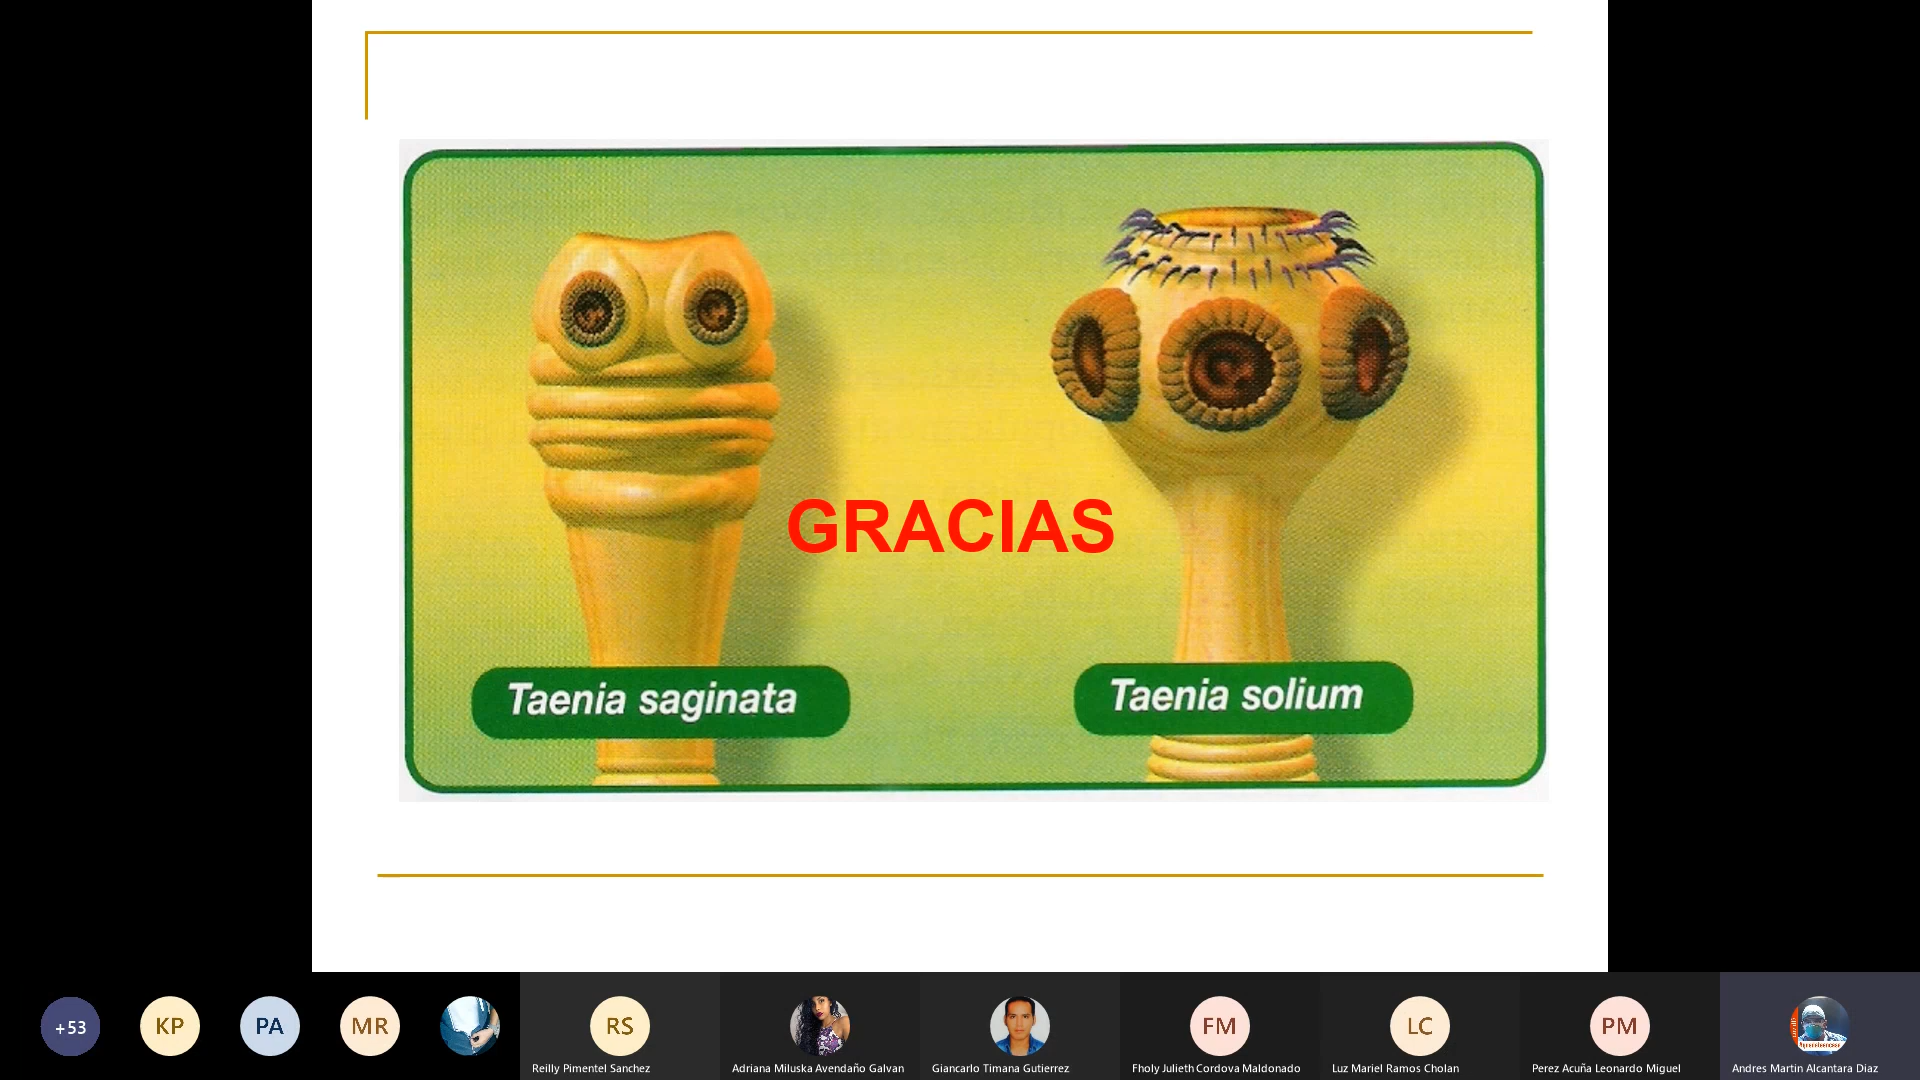 GRACIAS
Taenia saginata
Taenia solium
+53
KP
PA
MR
RS
FM
LC
PM
Reilly Pimentel Sanchez
Adriana Miluska Avendaño Galvan
Giancarlo Timana Gutierrez
Fholy Julieth Cordova Maldonado
Luz Mariel Ramos Cholan
Perez Acuña Leonardo Miguel
Andres Martin Alcantara Diaz